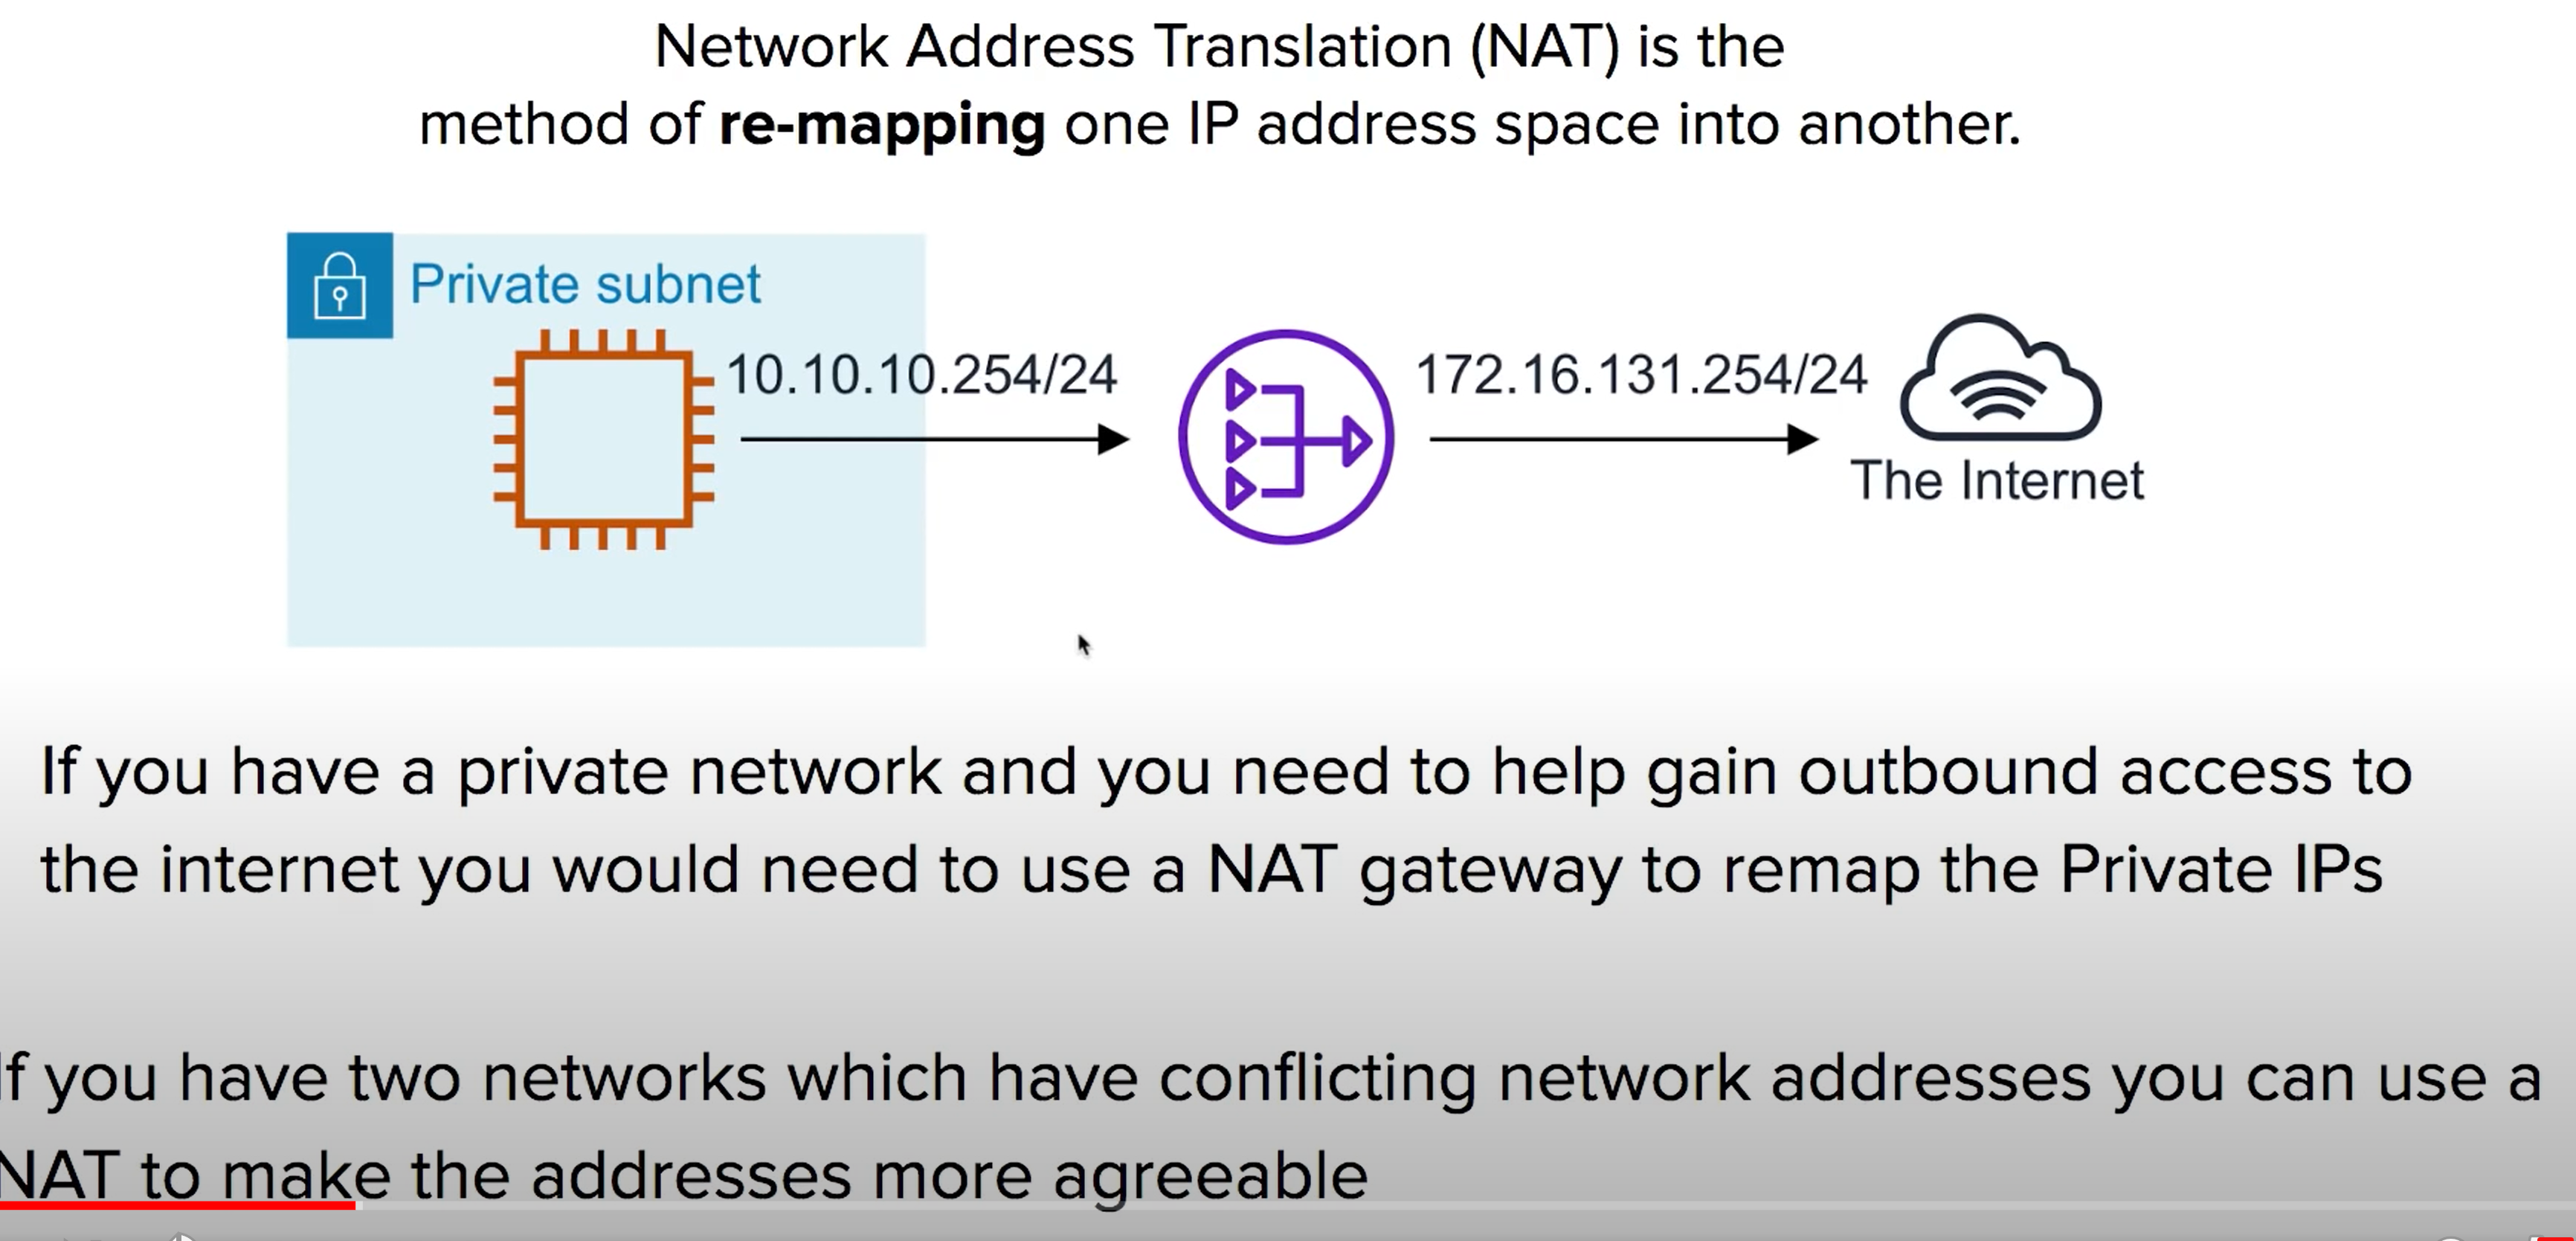 Network Address Translation (NAT) is the
method of re-mapping one IP address space into another.
Private subnet
10.10.10.254/24
172.16.131.254/24
The Internet
If you have a private network and you need to help gain outbound access to
the internet you would need to use a NAT gateway to remap the Private IPs
If you have two networks which have conflicting network addresses you can use a
NAT to make the addresses more agreeable